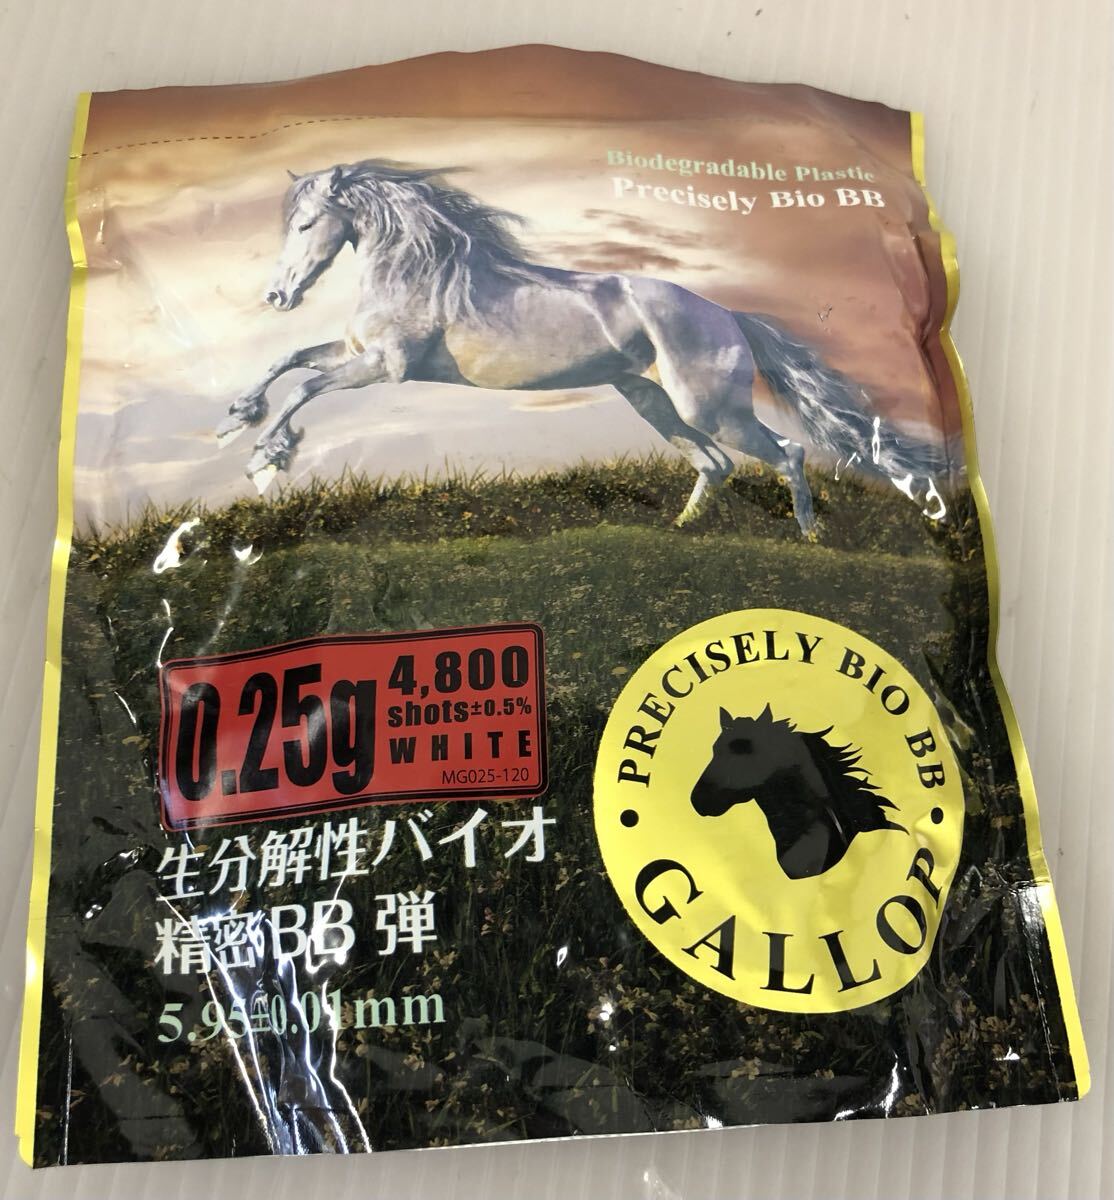 Biodegradable Plastic
Precisely Bio BB
0.25g
4,800
shots±0.5%
WHITE
MG025-120
生分解性バイオ
精密BB弾
5.95±0.01mm
・PRECISELY BIO BB・
GALLOP